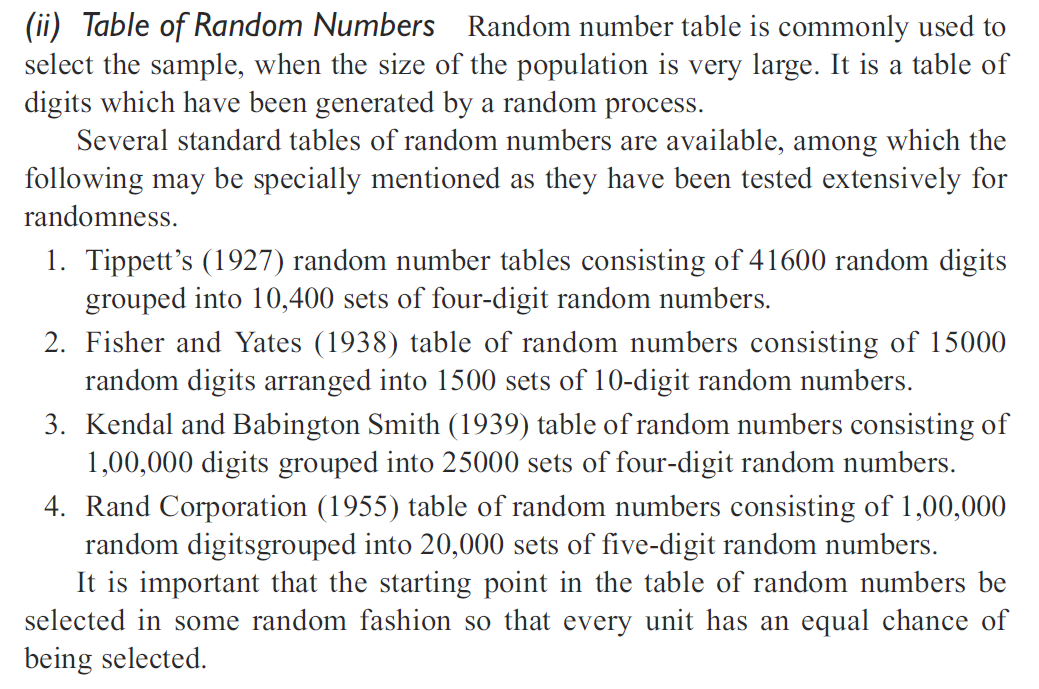 (ii) Table of Random Numbers Random number table is commonly used to
select the sample, when the size of the population is very large. It is a table of
digits which have been generated by a random process.
Several standard tables of random numbers are available, among which the
following may be specially mentioned as they have been tested extensively for
randomness.
1. Tippett's (1927) random number tables consisting of 41600 random digits
grouped into 10,400 sets of four-digit random numbers.
2. Fisher and Yates (1938) table of random numbers consisting of 15000
random digits arranged into 1500 sets of 10-digit random numbers.
3. Kendal and Babington Smith (1939) table of random numbers consisting of
1,00,000 digits grouped into 25000 sets of four-digit random numbers.
4. Rand Corporation (1955) table of random numbers consisting of 1,00,000
random digitsgrouped into 20,000 sets of five-digit random numbers.
It is important that the starting point in the table of random numbers be
selected in some random fashion so that every unit has an equal chance of
being selected.